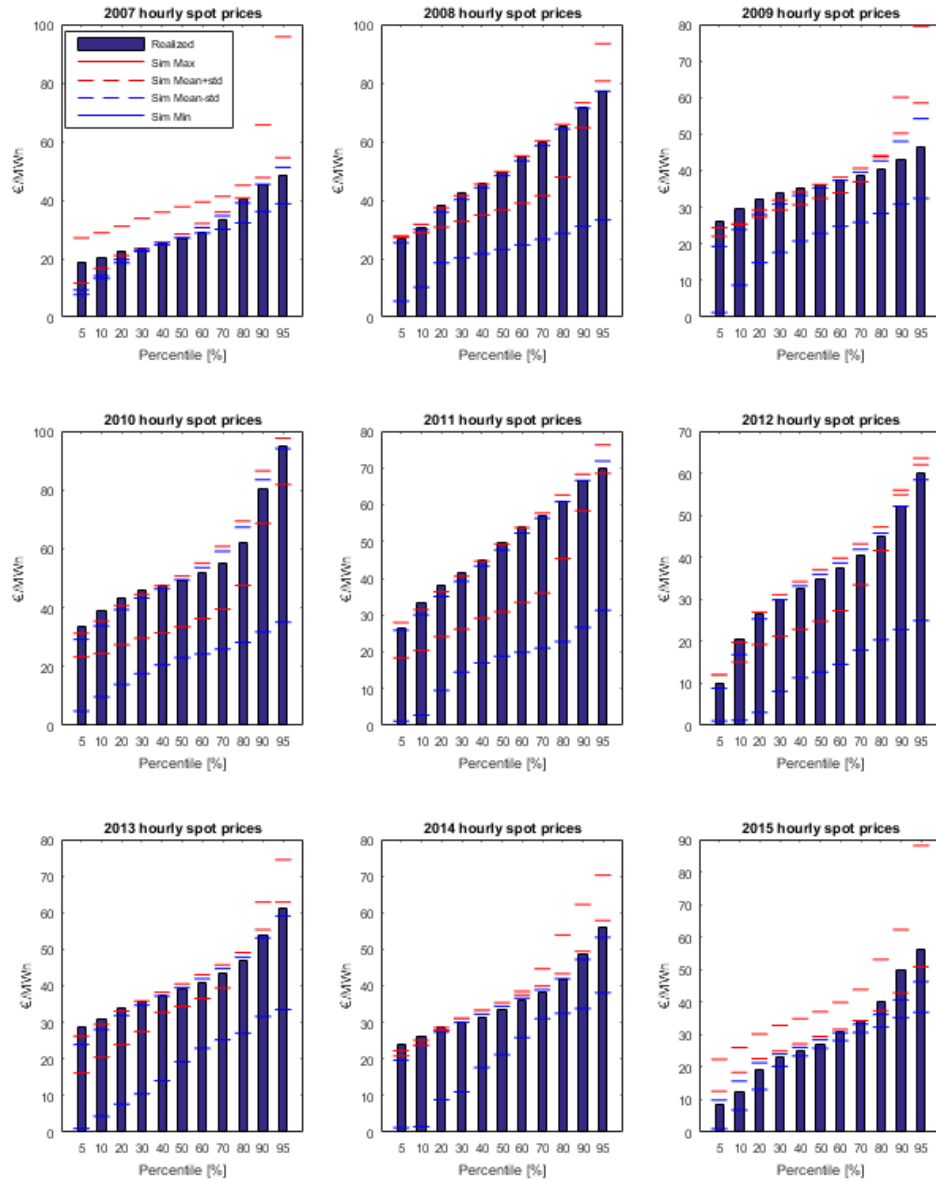 2007 hourly spot prices
100
80
60
40
20
0
Realized
Sim Max
Sim Mean+std
Sim Mean-std
Sim Min
€/MWh
5 10 20 30 40 50 60 70 80 90 95
Percentile [%]
2008 hourly spot prices
100
80
60
40
20
0
€/MWh
5 10 20 30 40 50 60 70 80 90 95
Percentile [%]
2009 hourly spot prices
80
70
60
50
40
30
20
10
0
€/MWh
5 10 20 30 40 50 60 70 80 90 95
Percentile [%]
2010 hourly spot prices
100
80
60
40
20
0
€/MWh
5 10 20 30 40 50 60 70 80 90 95
Percentile [%]
2011 hourly spot prices
80
70
60
50
40
30
20
10
0
€/MWh
5 10 20 30 40 50 60 70 80 90 95
Percentile [%]
2012 hourly spot prices
70
60
50
40
30
20
10
0
€/MWh
5 10 20 30 40 50 60 70 80 90 95
Percentile [%]
2013 hourly spot prices
80
70
60
50
40
30
20
10
0
€/MWh
5 10 20 30 40 50 60 70 80 90 95
Percentile [%]
2014 hourly spot prices
80
70
60
50
40
30
20
10
0
€/MWh
5 10 20 30 40 50 60 70 80 90 95
Percentile [%]
2015 hourly spot prices
90
80
70
60
50
40
30
20
10
0
€/MWh
5 10 20 30 40 50 60 70 80 90 95
Percentile [%]